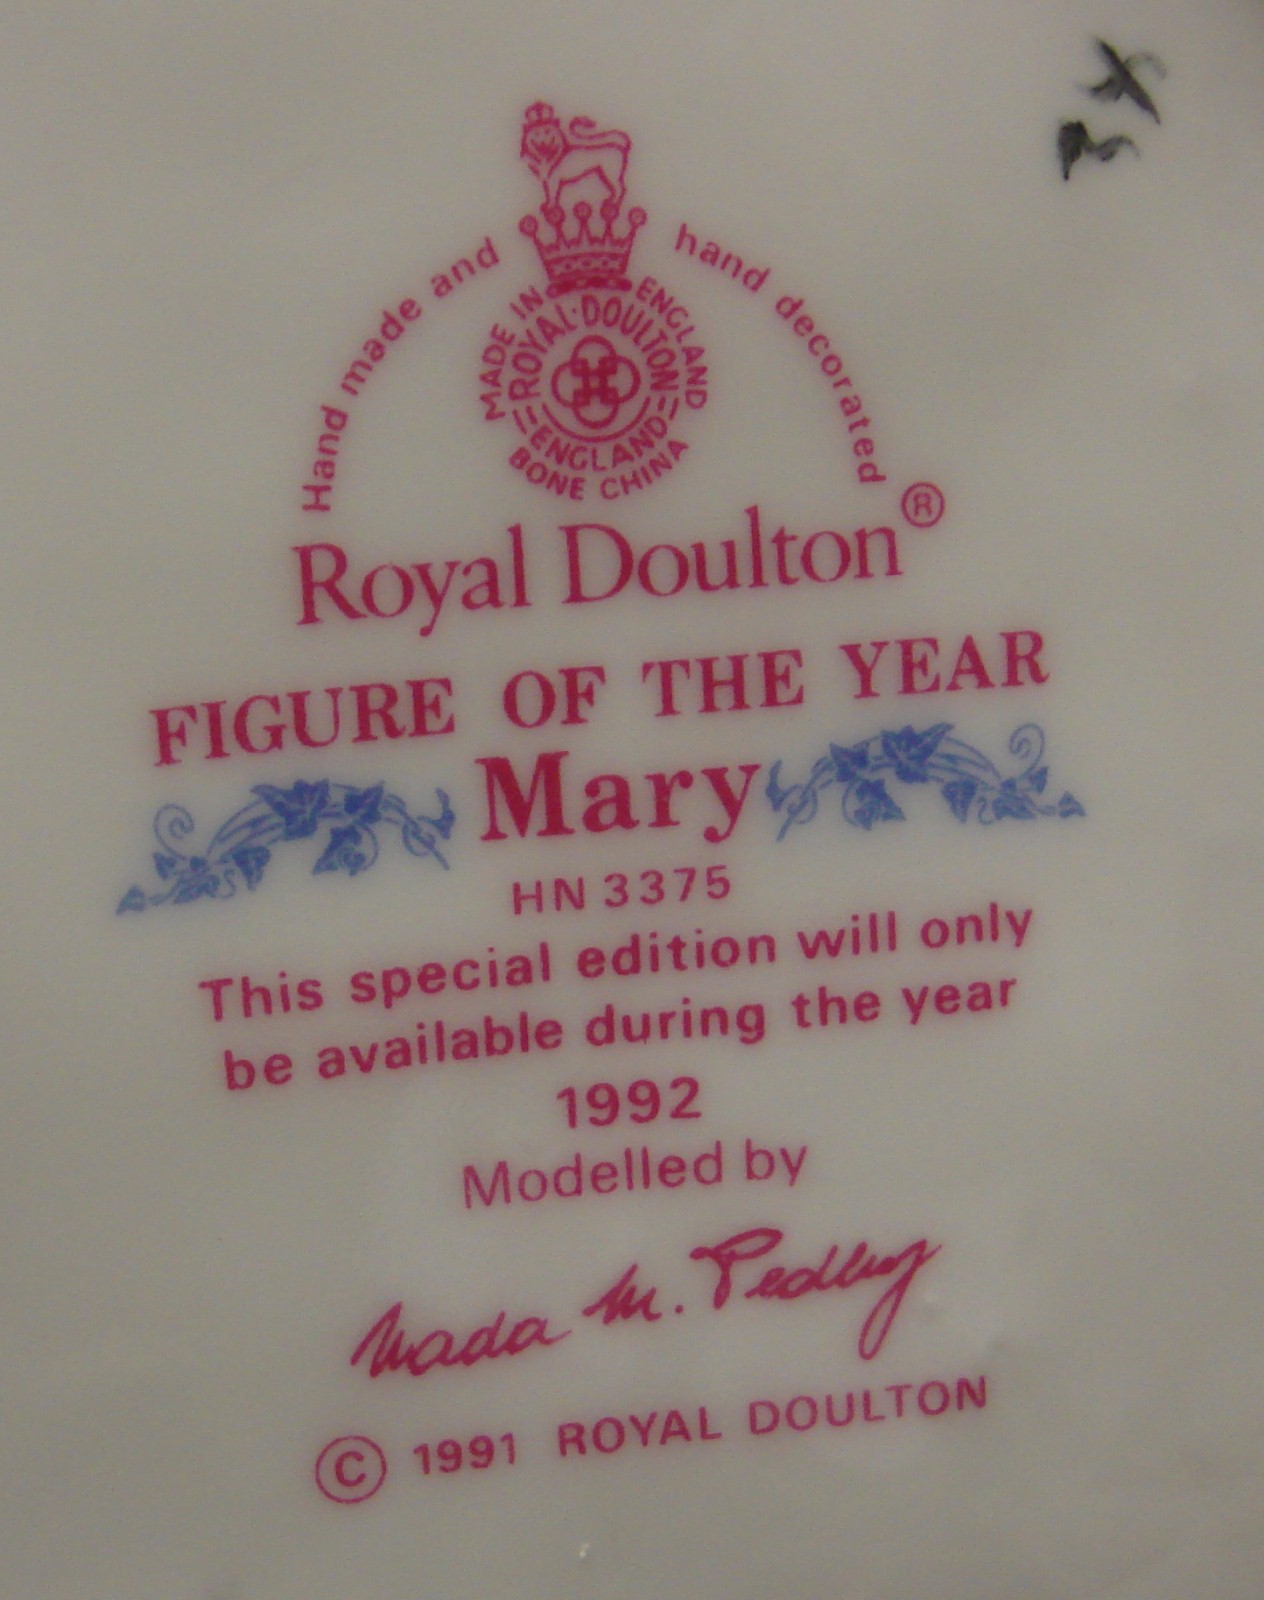 Hand made and hand decorated
MADE IN ENGLAND
ROYAL·DOULTON
ENGLAND
BONE CHINA
Royal Doulton®
FIGURE OF THE YEAR
Mary
HN 3375
This special edition will only
be available during the year
1992
Modelled by
Nada M. Pedley
© 1991 ROYAL DOULTON